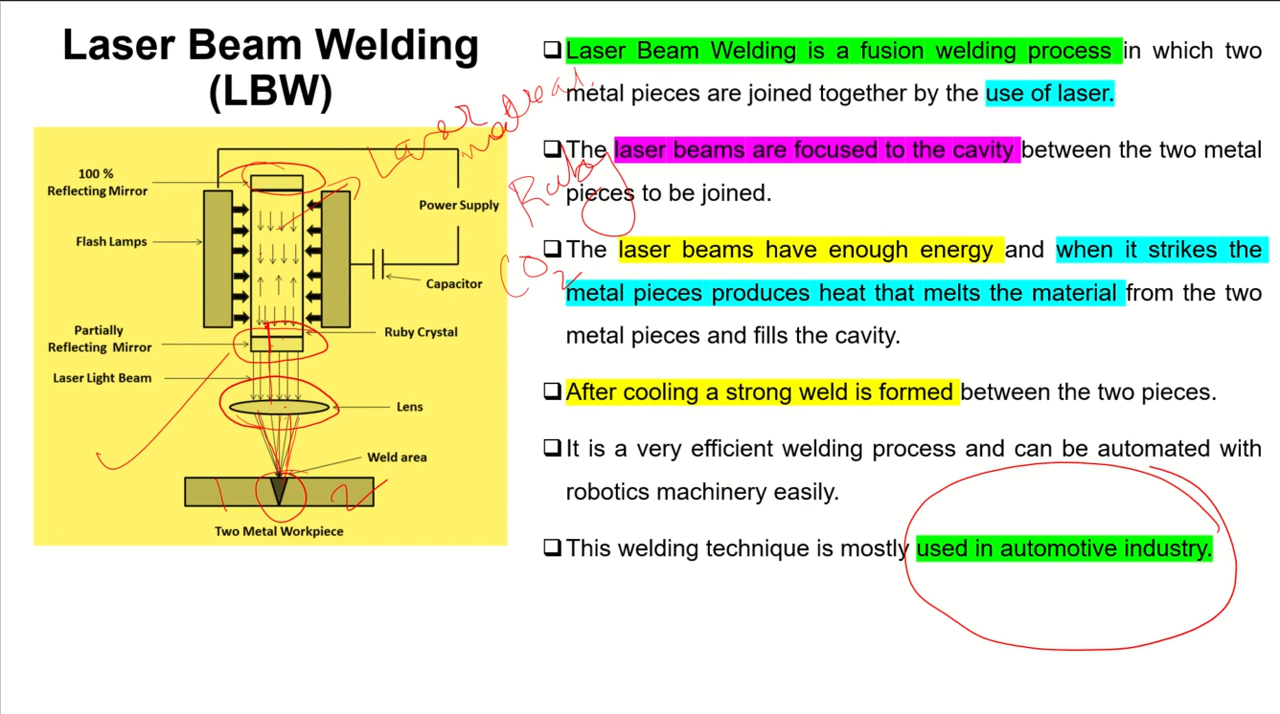 Laser Beam Welding
(LBW)
100 %
Reflecting Mirror
Flash Lamps
Power Supply
Capacitor
Partially
Reflecting Mirror
Ruby Crystal
Laser Light Beam
Lens
Weld area
1 2
Two Metal Workpiece
Laser
Ruby
CO2
❑Laser Beam Welding is a fusion welding process in which two
metal pieces are joined together by the use of laser.
❑The laser beams are focused to the cavity between the two metal
pieces to be joined.
❑The laser beams have enough energy and when it strikes the
metal pieces produces heat that melts the material from the two
metal pieces and fills the cavity.
❑After cooling a strong weld is formed between the two pieces.
❑It is a very efficient welding process and can be automated with
robotics machinery easily.
❑This welding technique is mostly used in automotive industry.